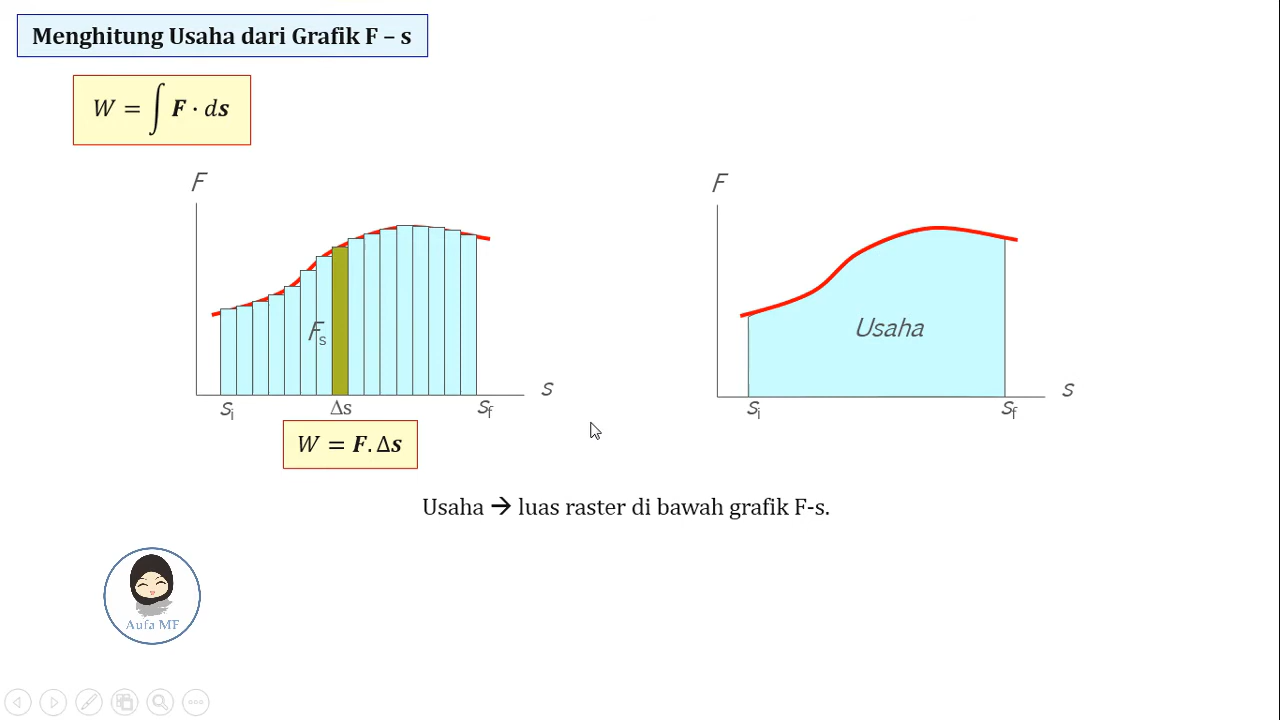 Menghitung Usaha dari Grafik F – s
W = ∫ F · ds
F
F
Fs
Usaha
s
s
si
Δs
sf
si
sf
W = F. Δs
Usaha → luas raster di bawah grafik F-s.
Aufa MF